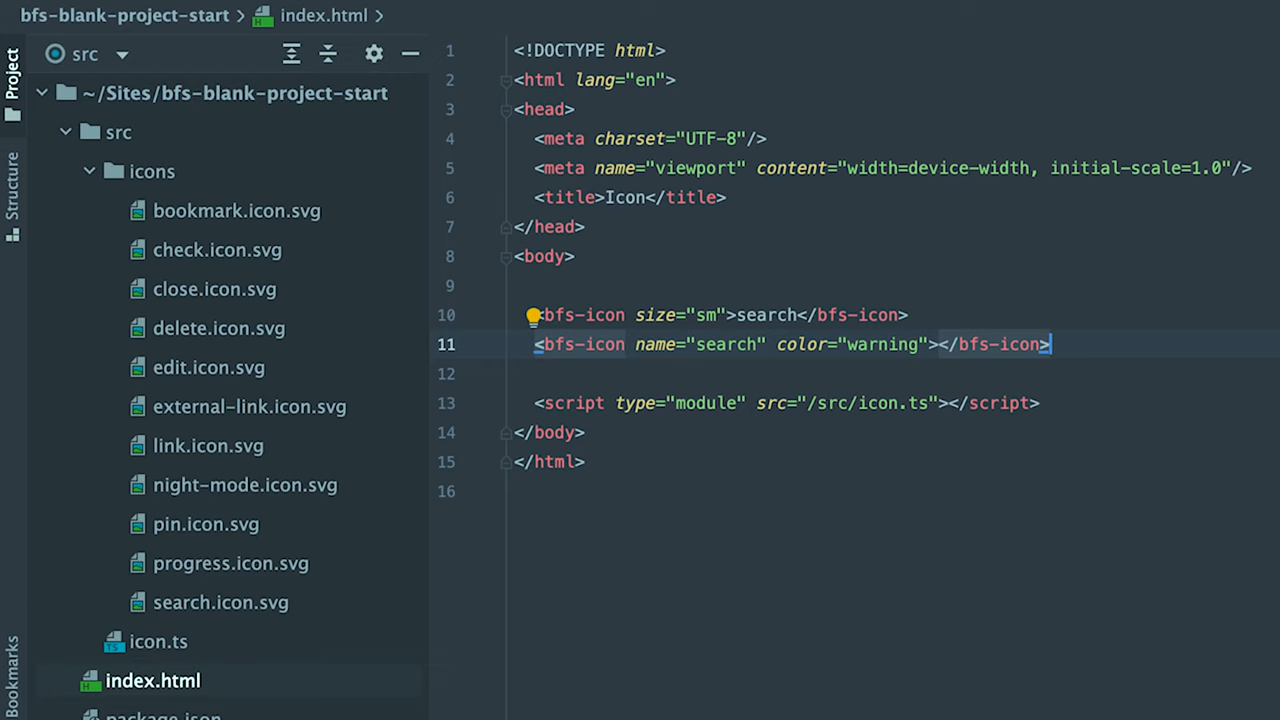 bfs-blank-project-start > index.html >
Project
Structure
Bookmarks
src
~/Sites/bfs-blank-project-start
src
icons
bookmark.icon.svg
check.icon.svg
close.icon.svg
delete.icon.svg
edit.icon.svg
external-link.icon.svg
link.icon.svg
night-mode.icon.svg
pin.icon.svg
progress.icon.svg
search.icon.svg
TS icon.ts
H index.html
package.json
1 <!DOCTYPE html>
2 <html lang="en">
3 <head>
4 <meta charset="UTF-8"/>
5 <meta name="viewport" content="width=device-width, initial-scale=1.0"/>
6 <title>Icon</title>
7 </head>
8 <body>
9
10 <bfs-icon size="sm">search</bfs-icon>
11 <bfs-icon name="search" color="warning"></bfs-icon>
12
13 <script type="module" src="/src/icon.ts"></script>
14 </body>
15 </html>
16